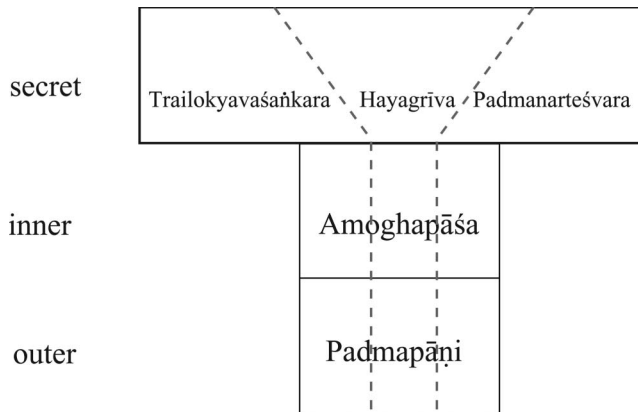 secret
Trailokyavaśaṅkara Hayagrīva Padmanarteśvara
inner
Amoghapāśa
outer
Padmapāṇi